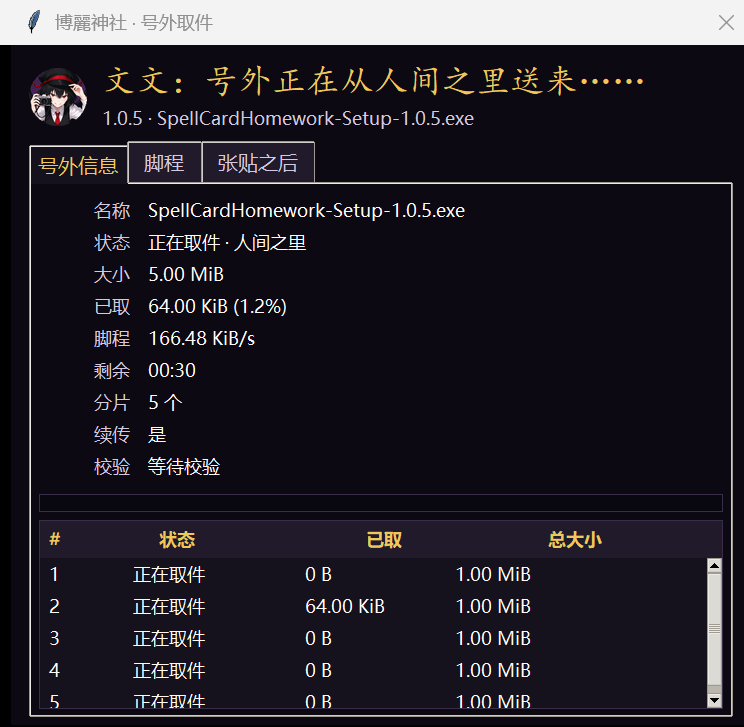 博麗神社 · 号外取件
文文：号外正在从人间之里送来……
1.0.5 · SpellCardHomework-Setup-1.0.5.exe
号外信息 脚程 张贴之后
名称 SpellCardHomework-Setup-1.0.5.exe
状态 正在取件 · 人间之里
大小 5.00 MiB
已取 64.00 KiB (1.2%)
脚程 166.48 KiB/s
剩余 00:30
分片 5 个
续传 是
校验 等待校验
# 状态 已取 总大小
1 正在取件 0 B 1.00 MiB
2 正在取件 64.00 KiB 1.00 MiB
3 正在取件 0 B 1.00 MiB
4 正在取件 0 B 1.00 MiB
5 正在取件 0 B 1.00 MiB